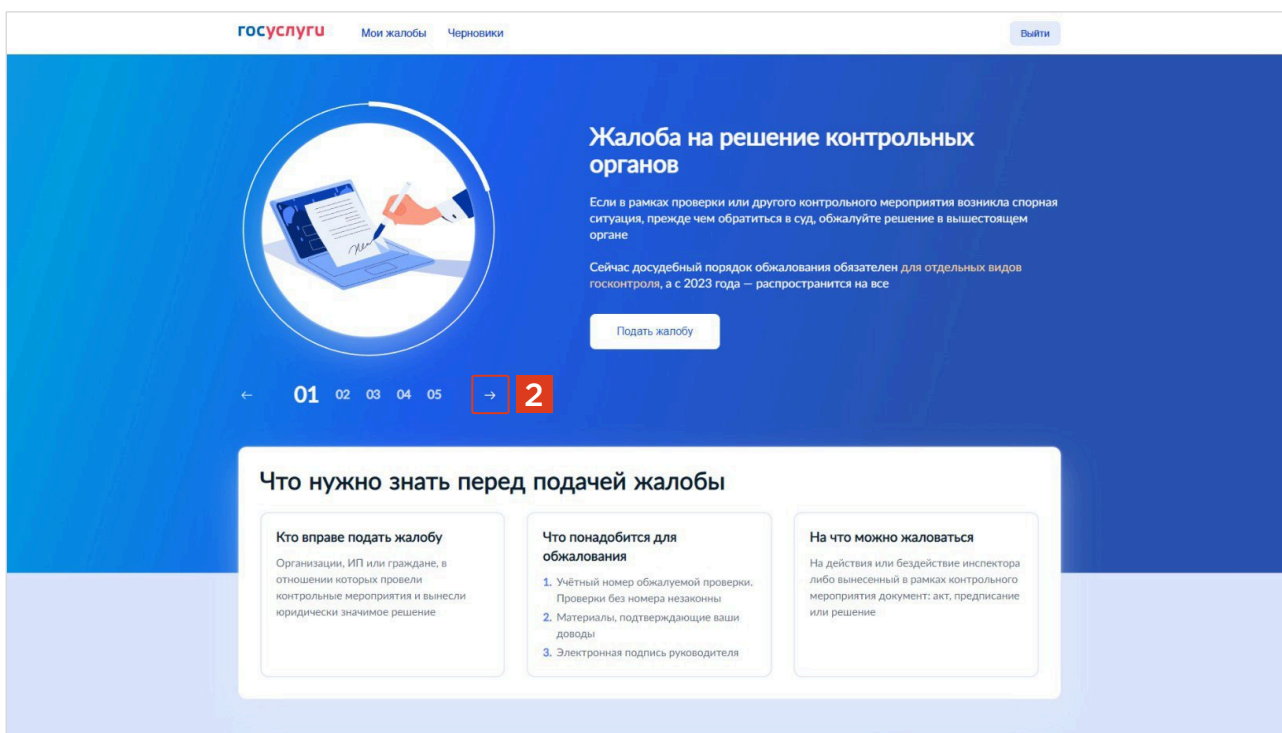 госуслуги Мои жалобы Черновики Выйти
Жалоба на решение контрольных
органов
Если в рамках проверки или другого контрольного мероприятия возникла спорная
ситуация, прежде чем обратиться в суд, обжалуйте решение в вышестоящем
органе
Сейчас досудебный порядок обжалования обязателен для отдельных видов
госконтроля, а с 2023 года — распространится на все
Подать жалобу
← 01 02 03 04 05 → 2
Что нужно знать перед подачей жалобы
Кто вправе подать жалобу
Организации, ИП или граждане, в
отношении которых провели
контрольные мероприятия и вынесли
юридически значимое решение
Что понадобится для
обжалования
1. Учётный номер обжалуемой проверки.
Проверки без номера незаконны
2. Материалы, подтверждающие ваши
доводы
3. Электронная подпись руководителя
На что можно жаловаться
На действия или бездействие инспектора
либо вынесенный в рамках контрольного
мероприятия документ: акт, предписание
или решение